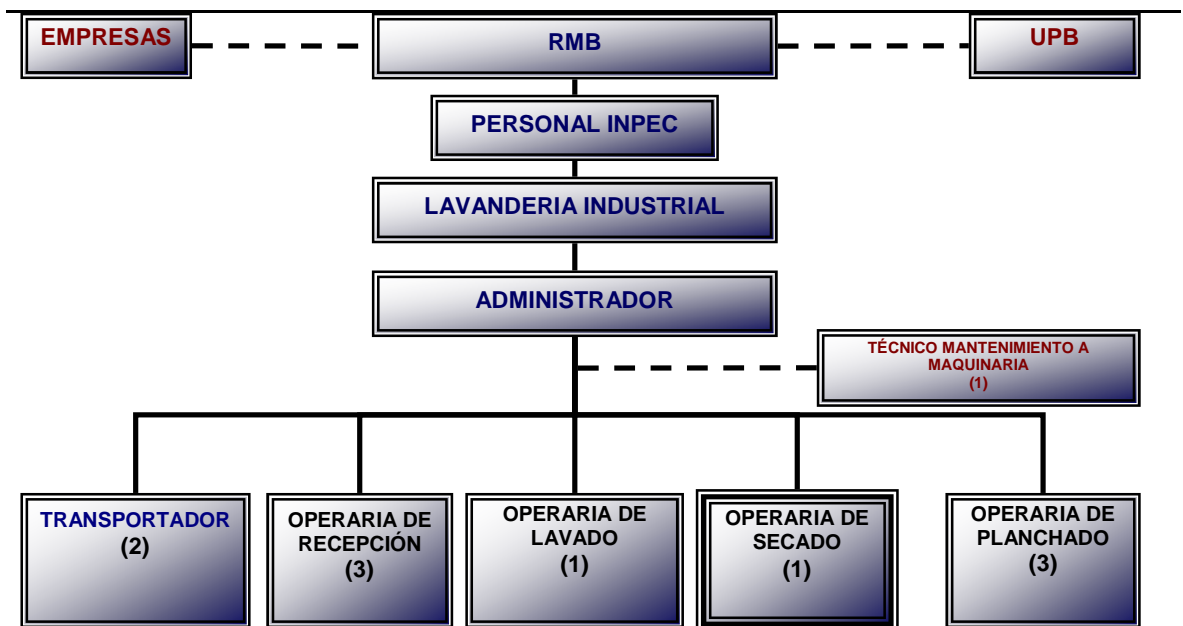 EMPRESAS
RMB
UPB
PERSONAL INPEC
LAVANDERIA INDUSTRIAL
ADMINISTRADOR
TÉCNICO MANTENIMIENTO A
MAQUINARIA
(1)
TRANSPORTADOR
(2)
OPERARIA DE
RECEPCIÓN
(3)
OPERARIA DE
LAVADO
(1)
OPERARIA DE
SECADO
(1)
OPERARIA DE
PLANCHADO
(3)